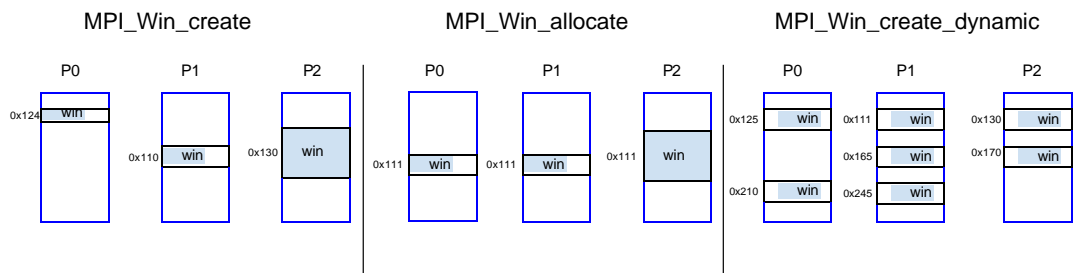 MPI_Win_create
MPI_Win_allocate
MPI_Win_create_dynamic
P0
P1
P2
P0
P1
P2
P0
P1
P2
0x124
win
0x110
win
0x130
win
0x111
win
0x111
win
0x111
win
0x125
win
0x210
win
0x111
win
0x165
win
0x245
win
0x130
win
0x170
win